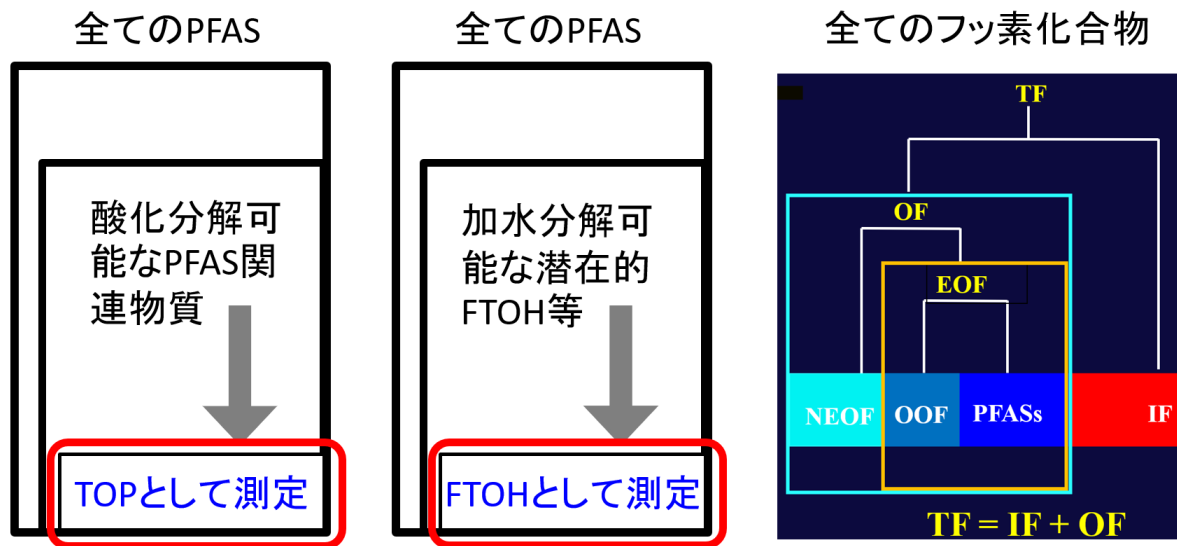 全てのPFAS
酸化分解可
能なPFAS関
連物質
TOPとして測定
全てのPFAS
加水分解可
能な潜在的
FTOH等
FTOHとして測定
全てのフッ素化合物
TF
OF
EOF
NEOF
OOF
PFASs
IF
TF = IF + OF